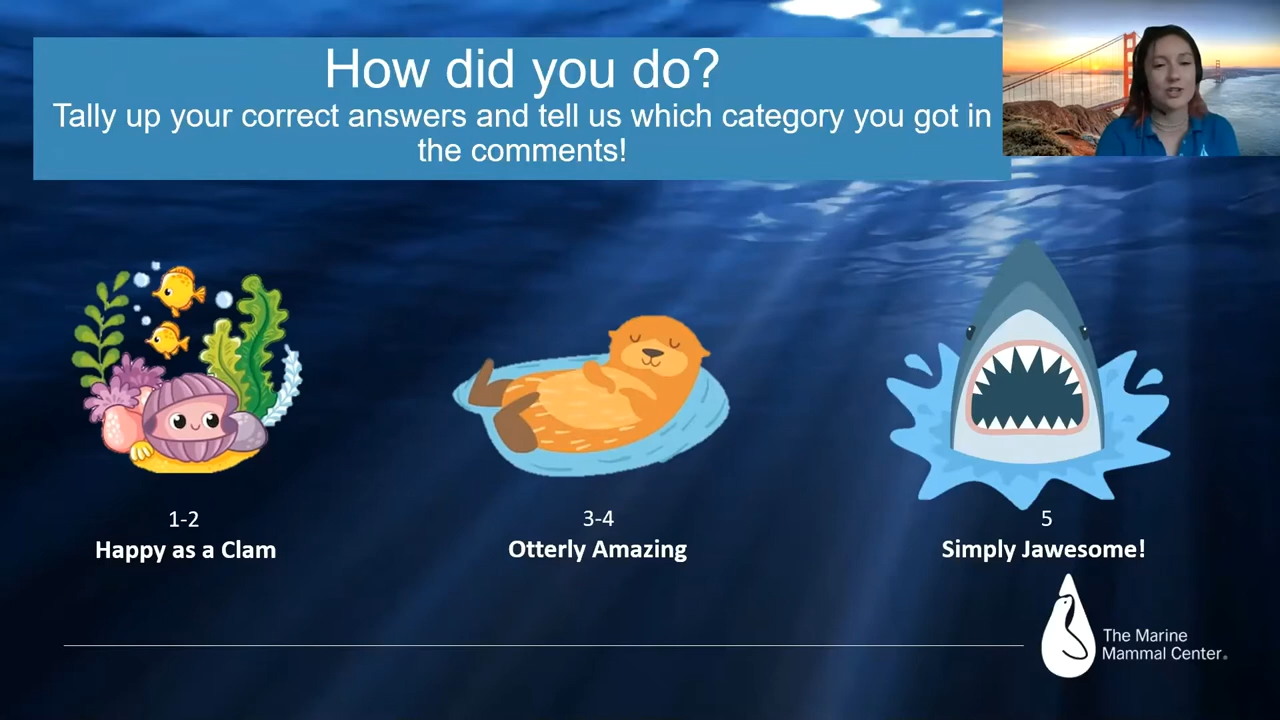 How did you do?
Tally up your correct answers and tell us which category you got in
the comments!
1-2
Happy as a Clam
3-4
Otterly Amazing
5
Simply Jawesome!
The Marine
Mammal Center®